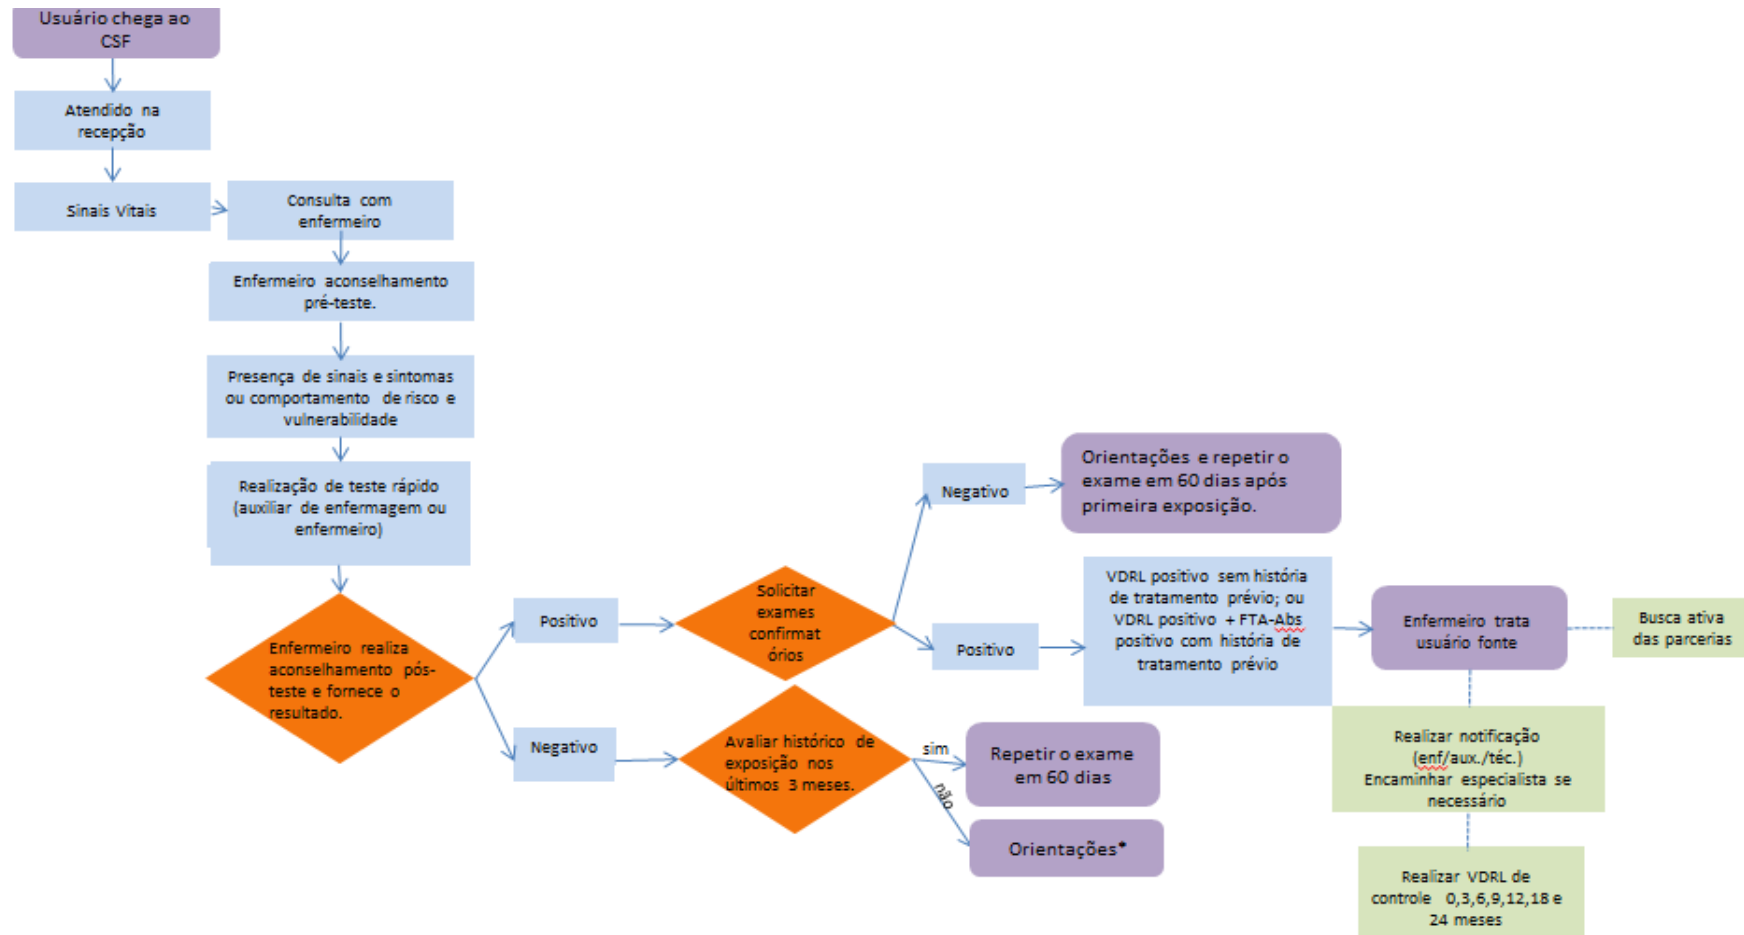 Usuário chega ao
CSF
Atendido na
recepção
Sinais Vitais
Consulta com
enfermeiro
Enfermeiro aconselhamento
pré-teste.
Presença de sinais e sintomas
ou comportamento de risco e
vulnerabilidade
Realização de teste rápido
(auxiliar de enfermagem ou
enfermeiro)
Enfermeiro realiza
aconselhamento pós-
teste e fornece o
resultado.
Positivo
Solicitar
exames
confirmat
órios
Negativo
Orientações e repetir o
exame em 60 dias após
primeira exposição.
Positivo
VDRL positivo sem história
de tratamento prévio; ou
VDRL positivo + FTA-Abs
positivo com história de
tratamento prévio
Enfermeiro trata
usuário fonte
Busca ativa
das parcerias
Realizar notificação
(enf/aux./téc.)
Encaminhar especialista se
necessário
Realizar VDRL de
controle 0,3,6,9,12,18 e
24 meses
Negativo
Avaliar histórico de
exposição nos
últimos 3 meses.
sim
Repetir o exame
em 60 dias
não
Orientações*